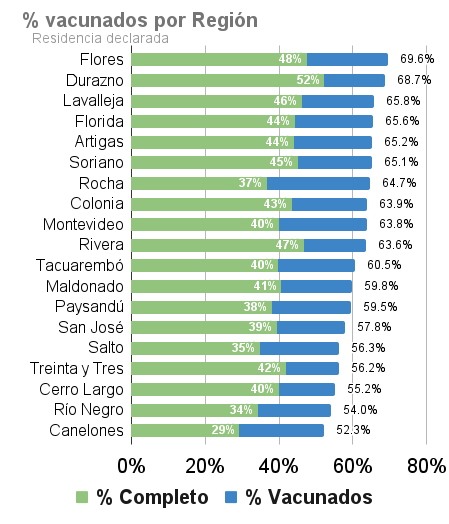 % vacunados por Región
Residencia declarada
Flores 48% 69.6%
Durazno 52% 68.7%
Lavalleja 46% 65.8%
Florida 44% 65.6%
Artigas 44% 65.2%
Soriano 45% 65.1%
Rocha 37% 64.7%
Colonia 43% 63.9%
Montevideo 40% 63.8%
Rivera 47% 63.6%
Tacuarembó 40% 60.5%
Maldonado 41% 59.8%
Paysandú 38% 59.5%
San José 39% 57.8%
Salto 35% 56.3%
Treinta y Tres 42% 56.2%
Cerro Largo 40% 55.2%
Río Negro 34% 54.0%
Canelones 29% 52.3%
0% 20% 40% 60% 80%
% Completo % Vacunados